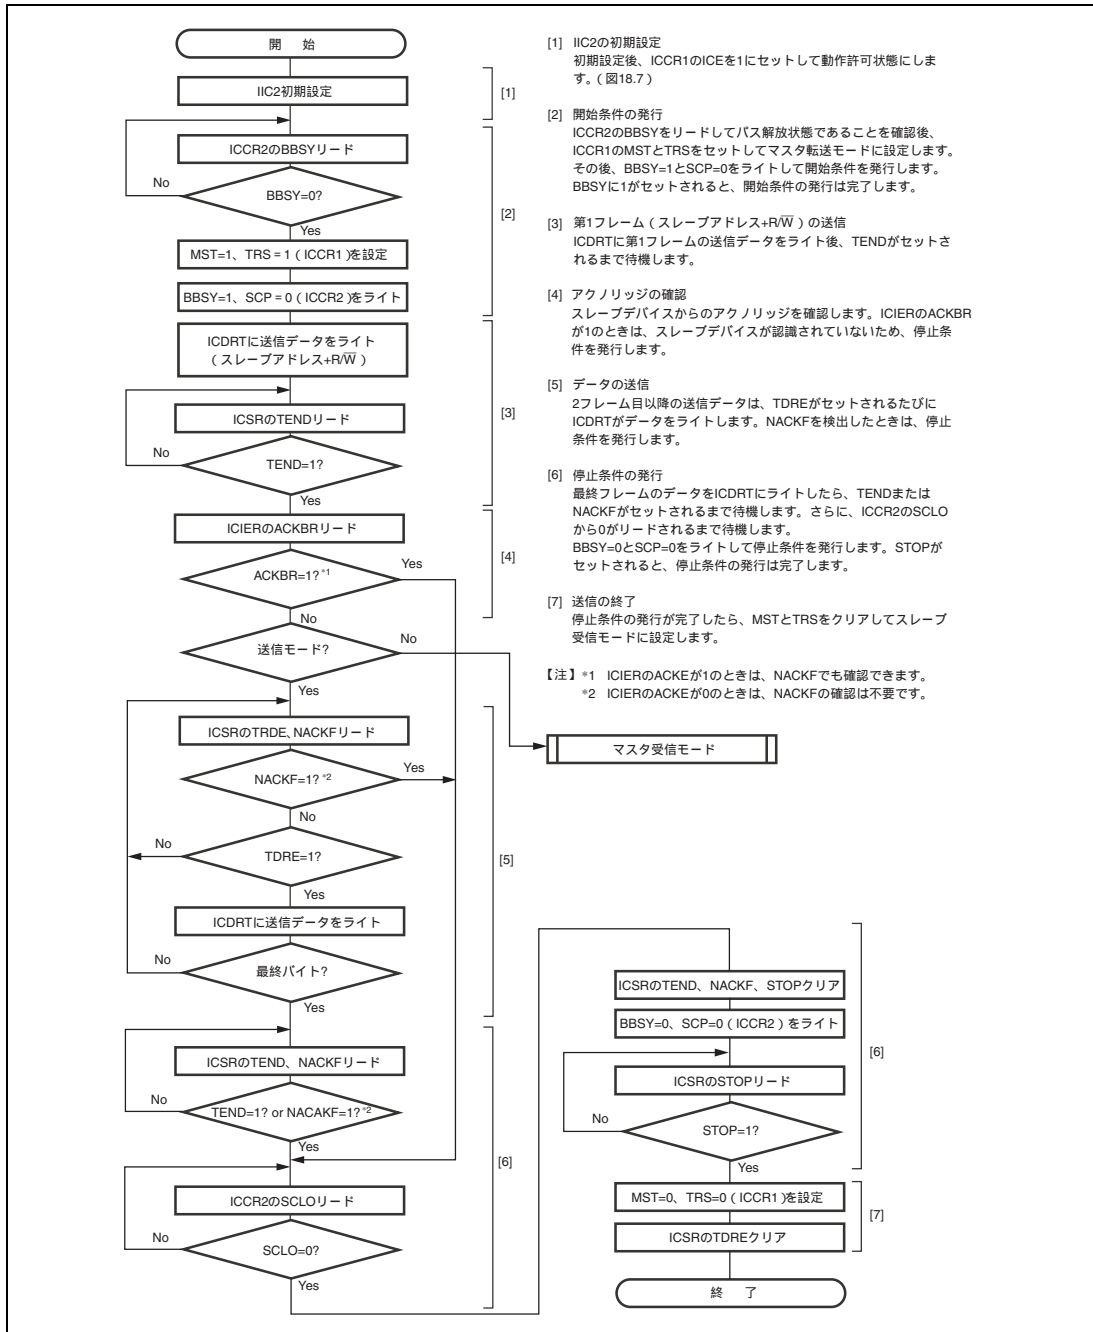 開 始
IIC2初期設定
[1]
ICCR2のBBSYリード
No
BBSY=0?
Yes
[2]
MST=1、TRS = 1 ( ICCR1 )を設定
BBSY=1、SCP = 0 ( ICCR2 )をライト
ICDRTに送信データをライト
( スレーブアドレス+R/W̅ )
ICSRのTENDリード
No
TEND=1?
Yes
[3]
ICIERのACKBRリード
ACKBR=1?*1
Yes
No
[4]
送信モード?
No
Yes
ICSRのTRDE、NACKFリード
NACKF=1? *2
Yes
No
No
TDRE=1?
Yes
[5]
ICDRTに送信データをライト
No
最終バイト?
Yes
ICSRのTEND、NACKFリード
No
TEND=1? or NACAKF=1?*2
Yes
[6]
ICCR2のSCLOリード
No
SCLO=0?
Yes
[1] IIC2の初期設定
初期設定後、ICCR1のICEを1にセットして動作許可状態にしま
す。( 図18.7 )
[2] 開始条件の発行
ICCR2のBBSYをリードしてバス解放状態であることを確認後、
ICCR1のMSTとTRSをセットしてマスタ転送モードに設定します。
その後、BBSY=1とSCP=0をライトして開始条件を発行します。
BBSYに1がセットされると、開始条件の発行は完了します。
[3] 第1フレーム ( スレーブアドレス+R/W̅ ) の送信
ICDRTに第1フレームの送信データをライト後、TENDがセットさ
れるまで待機します。
[4] アクノリッジの確認
スレーブデバイスからのアクノリッジを確認します。ICIERのACKBR
が1のときは、スレーブデバイスが認識されていないため、停止条
件を発行します。
[5] データの送信
2フレーム目以降の送信データは、TDREがセットされるたびに
ICDRTがデータをライトします。NACKFを検出したときは、停止
条件を発行します。
[6] 停止条件の発行
最終フレームのデータをICDRTにライトしたら、TENDまたは
NACKFがセットされるまで待機します。さらに、ICCR2のSCLO
から0がリードされるまで待機します。
BBSY=0とSCP=0をライトして停止条件を発行します。STOPが
セットされると、停止条件の発行は完了します。
[7] 送信の終了
停止条件の発行が完了したら、MSTとTRSをクリアしてスレーブ
受信モードに設定します。
【注】 *1 ICIERのACKEが1のときは、NACKFでも確認できます。
*2 ICIERのACKEが0のときは、NACKFの確認は不要です。
マスタ受信モード
ICSRのTEND、NACKF、STOPクリア
BBSY=0、SCP=0 ( ICCR2 ) をライト
[6]
ICSRのSTOPリード
No
STOP=1?
Yes
MST=0、TRS=0 ( ICCR1 )を設定
[7]
ICSRのTDREクリア
終 了